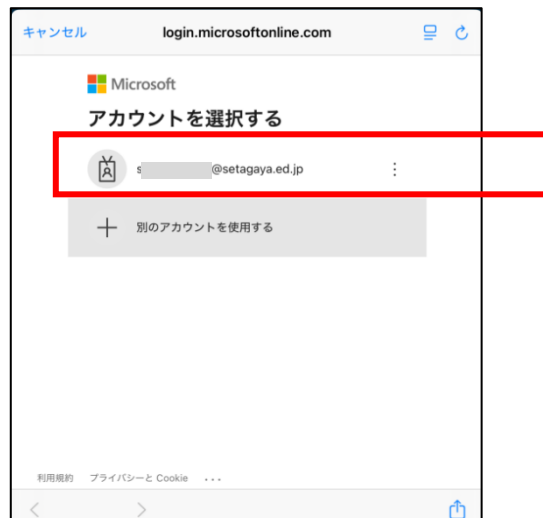 キャンセル login.microsoftonline.com
Microsoft
アカウントを選択する
s @setagaya.ed.jp
別のアカウントを使用する
利用規約 プライバシーと Cookie ...